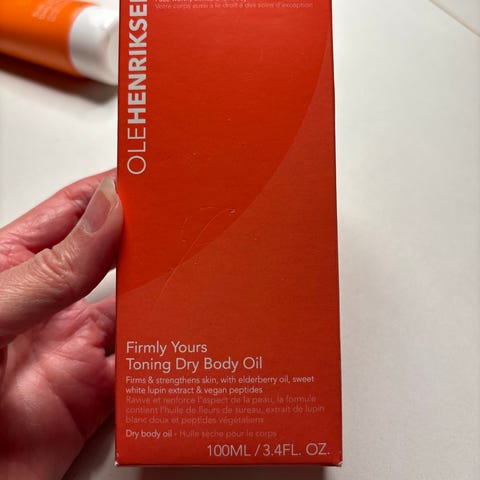 Votre corps aussi a le droit à des soins d'exception
OLEHENRIKSEN
Firmly Yours
Toning Dry Body Oil
Firms & strengthens skin, with elderberry oil, sweet
white lupin extract & vegan peptides
Ravive et renforce l'aspect de la peau, la formule
contient l'huile de fleurs de sureau, extrait de lupin
blanc doux et peptides végétaliens
Dry body oil - Huile sèche pour le corps
100ML / 3.4FL. OZ.